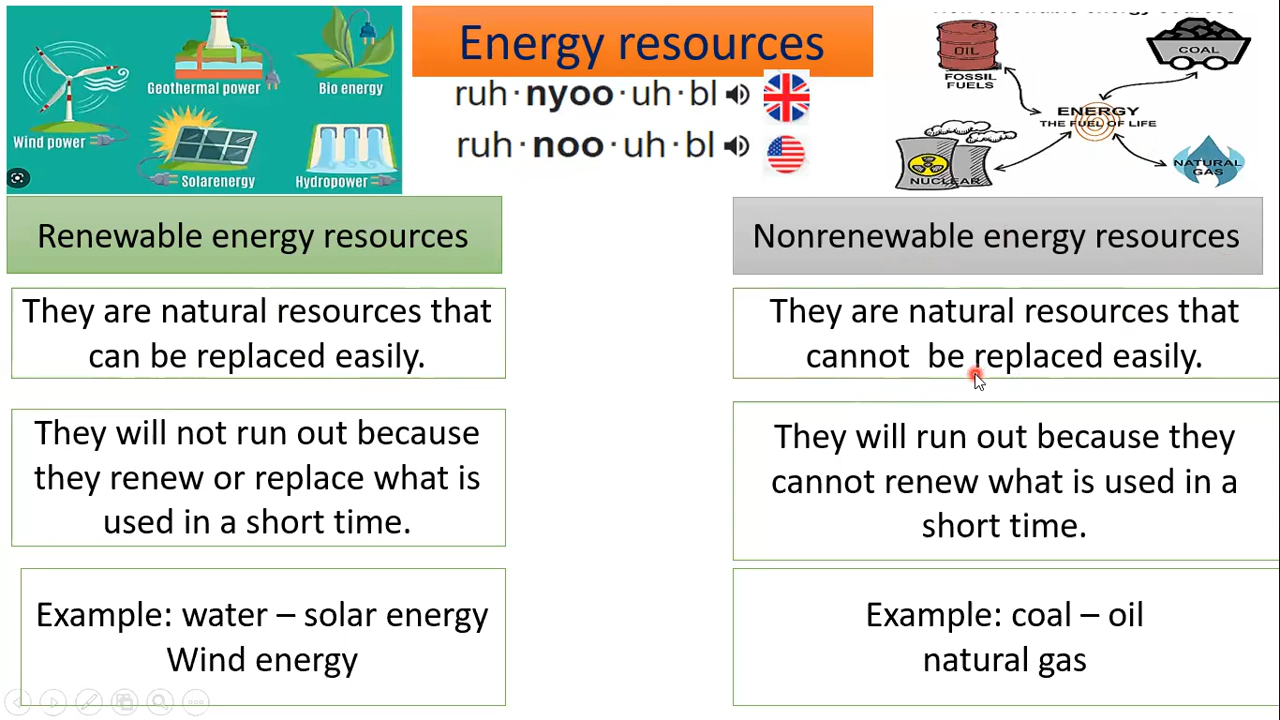 Energy resources
ruh·nyoo·uh·bl
ruh·noo·uh·bl
Wind power
Geothermal power
Bio energy
Solarenergy
Hydropower
OIL
FOSSIL
FUELS
COAL
ENERGY
THE FUEL OF LIFE
NUCLEAR
NATURAL
GAS
Renewable energy resources
They are natural resources that
can be replaced easily.
They will not run out because
they renew or replace what is
used in a short time.
Example: water – solar energy
Wind energy
Nonrenewable energy resources
They are natural resources that
cannot  be replaced easily.
They will run out because they
cannot renew what is used in a
short time.
Example: coal – oil
natural gas